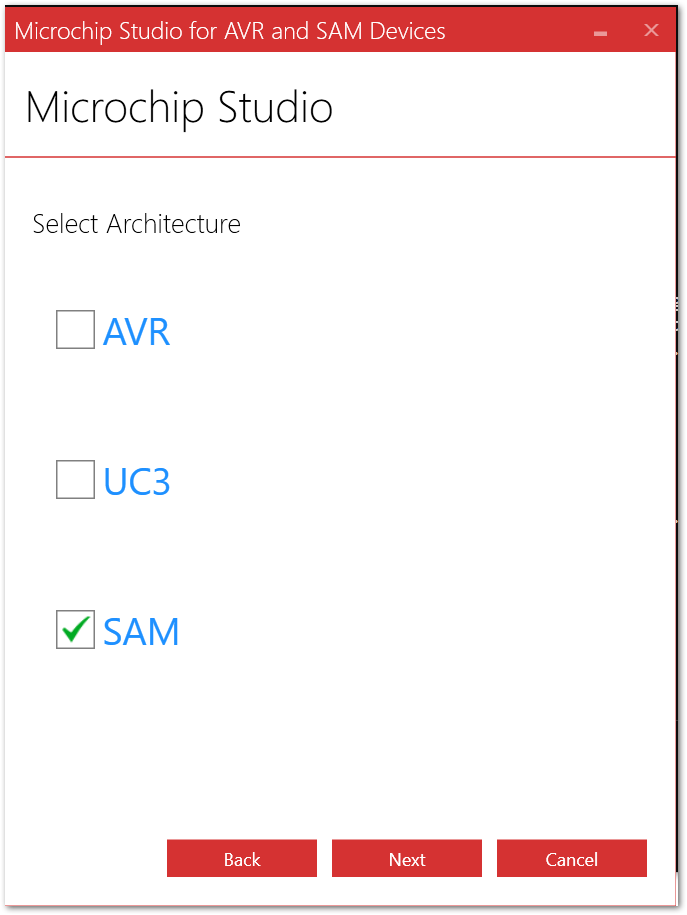 Microchip Studio for AVR and SAM Devices
Microchip Studio
Select Architecture
AVR
UC3
SAM
Back Next Cancel